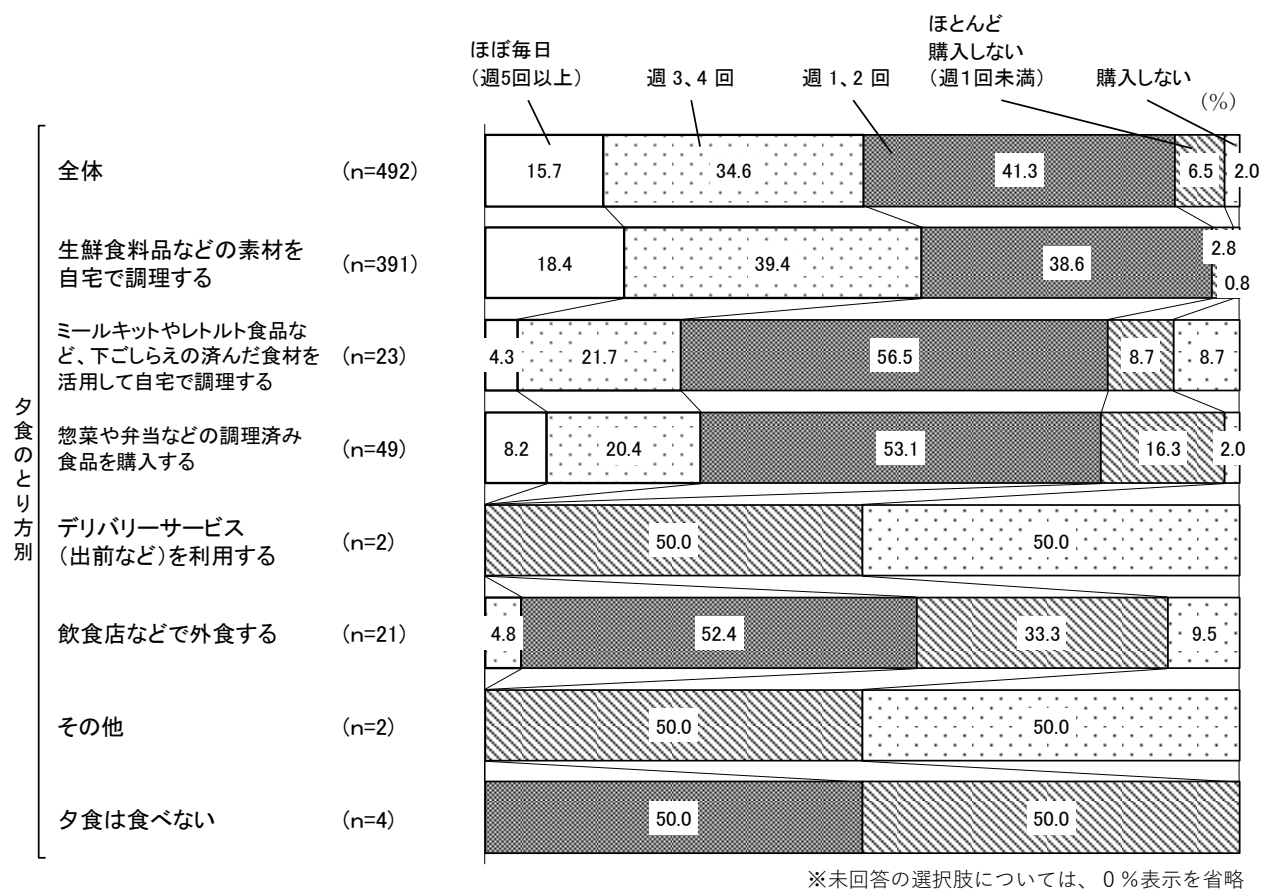 ほぼ毎日
（週5回以上）
週 3、4 回
週 1、2 回
ほとんど
購入しない
（週1回未満）
購入しない
(%)
夕食のとり方別
全体 (n=492) 15.7 34.6 41.3 6.5 2.0
生鮮食料品などの素材を
自宅で調理する (n=391) 18.4 39.4 38.6 2.8 0.8
ミールキットやレトルト食品な
ど、下ごしらえの済んだ食材を
活用して自宅で調理する (n=23) 4.3 21.7 56.5 8.7 8.7
惣菜や弁当などの調理済み
食品を購入する (n=49) 8.2 20.4 53.1 16.3 2.0
デリバリーサービス
（出前など）を利用する (n=2) 50.0 50.0
飲食店などで外食する (n=21) 4.8 52.4 33.3 9.5
その他 (n=2) 50.0 50.0
夕食は食べない (n=4) 50.0 50.0
※未回答の選択肢については、０％表示を省略